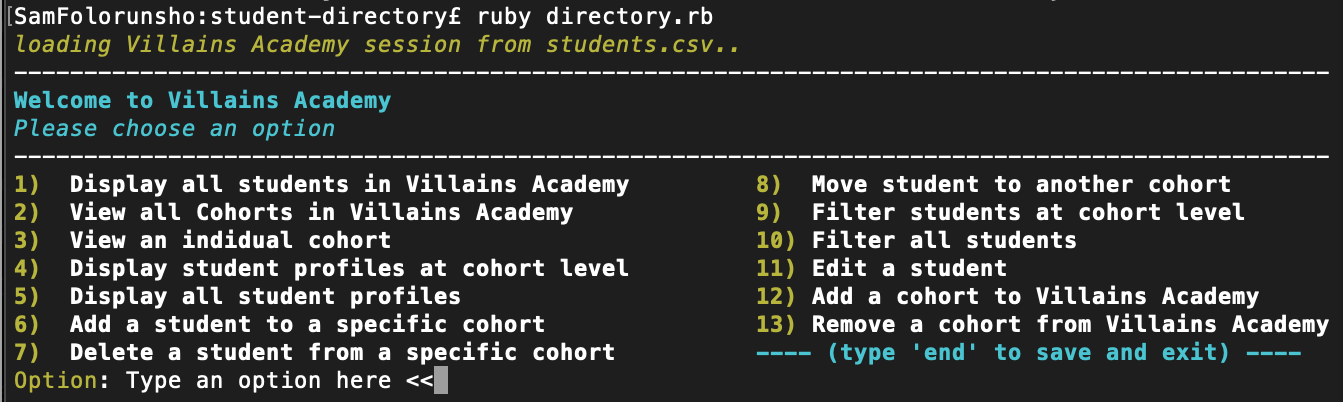 [SamFolorunsho:student-directory£ ruby directory.rb
loading Villains Academy session from students.csv..
----------------------------------------------------------------------------------------------
Welcome to Villains Academy
Please choose an option
----------------------------------------------------------------------------------------------
1) Display all students in Villains Academy 8) Move student to another cohort
2) View all Cohorts in Villains Academy 9) Filter students at cohort level
3) View an indidual cohort 10) Filter all students
4) Display student profiles at cohort level 11) Edit a student
5) Display all student profiles 12) Add a cohort to Villains Academy
6) Add a student to a specific cohort 13) Remove a cohort from Villains Academy
7) Delete a student from a specific cohort ---- (type 'end' to save and exit) ----
Option: Type an option here <<